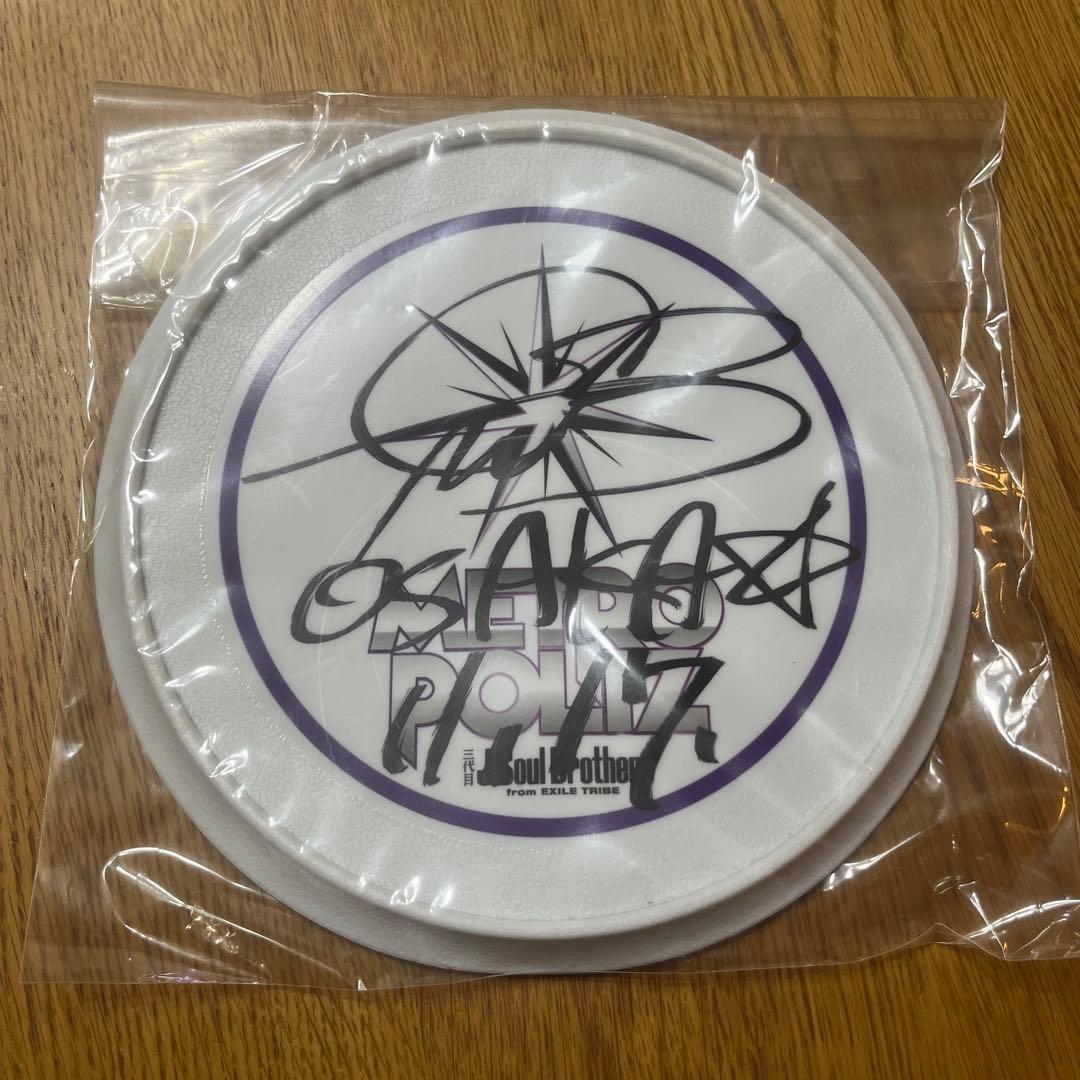 OSAKA☆
METRO
POLIZ
11.17.
三代目 J Soul Brothers
from EXILE TRIBE